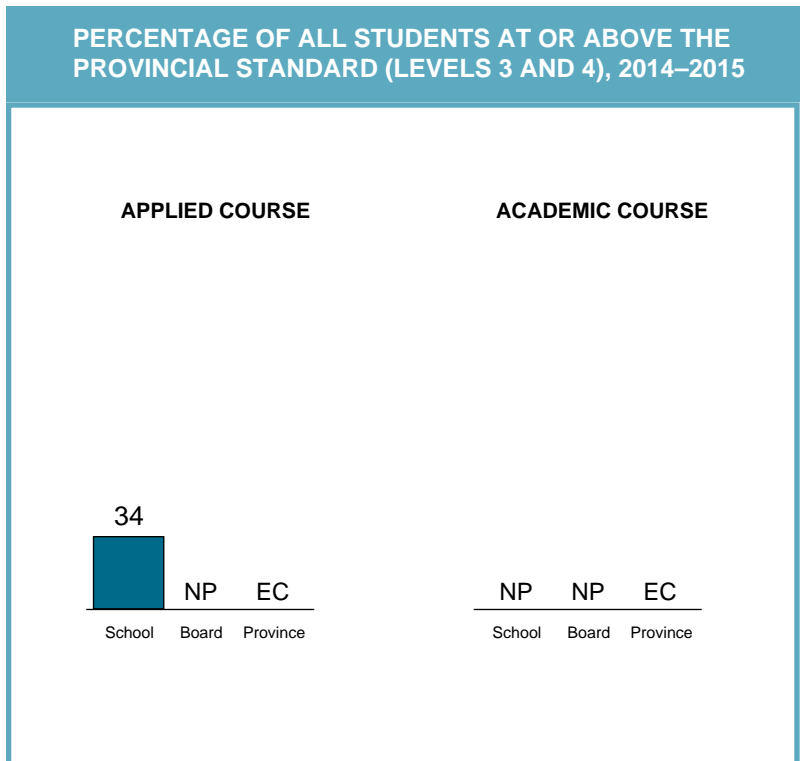 PERCENTAGE OF ALL STUDENTS AT OR ABOVE THE
PROVINCIAL STANDARD (LEVELS 3 AND 4), 2014–2015
APPLIED COURSE
34
NP EC
School Board Province
ACADEMIC COURSE
NP NP EC
School Board Province